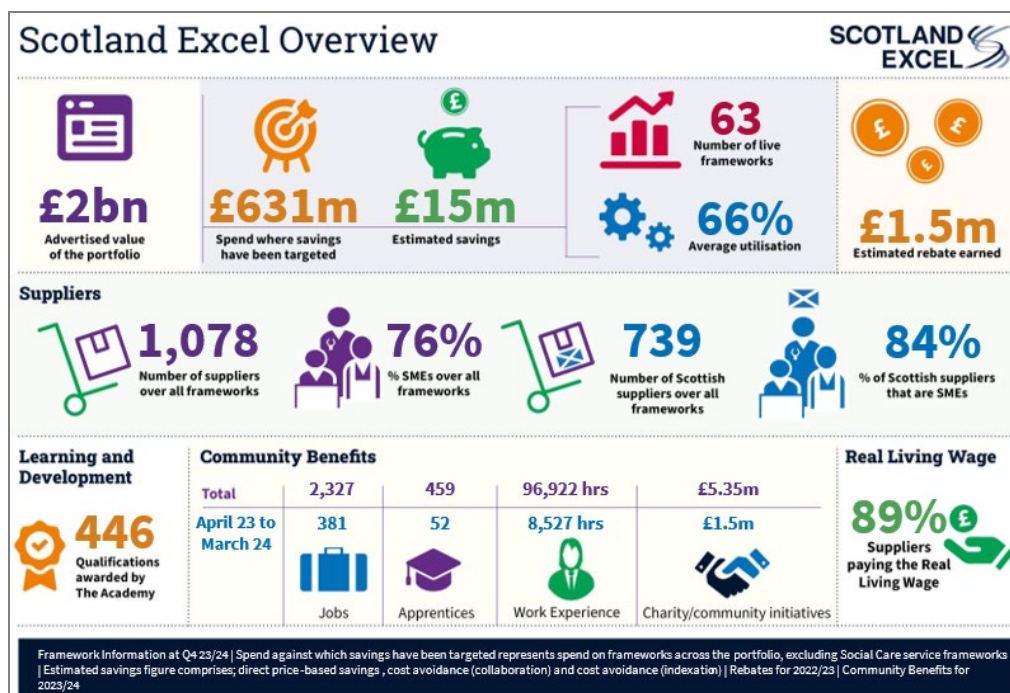 Scotland Excel Overview
SCOTLAND
EXCEL
£2bn
Advertised value
of the portfolio
£631m
Spend where savings
have been targeted
£
£15m
Estimated savings
63
Number of live
frameworks
66%
Average utilisation
£
£
£
£1.5m
Estimated rebate earned
Suppliers
1,078
Number of suppliers
over all frameworks
76%
% SMEs over all
frameworks
739
Number of Scottish
suppliers over all
frameworks
84%
% of Scottish suppliers
that are SMEs
Learning and
Development
446
Qualifications
awarded by
The Academy
Community Benefits
Total 2,327 459 96,922 hrs £5.35m
April 23 to
March 24
381 52 8,527 hrs £1.5m
Jobs Apprentices Work Experience Charity/community initiatives
Real Living Wage
89% £
Suppliers
paying the Real
Living Wage
Framework Information at Q4 23/24 | Spend against which savings have been targeted represents spend on frameworks across the portfolio, excluding Social Care service frameworks
| Estimated savings figure comprises; direct price-based savings , cost avoidance (collaboration) and cost avoidance (indexation) | Rebates for 2022/23 | Community Benefits for
2023/24